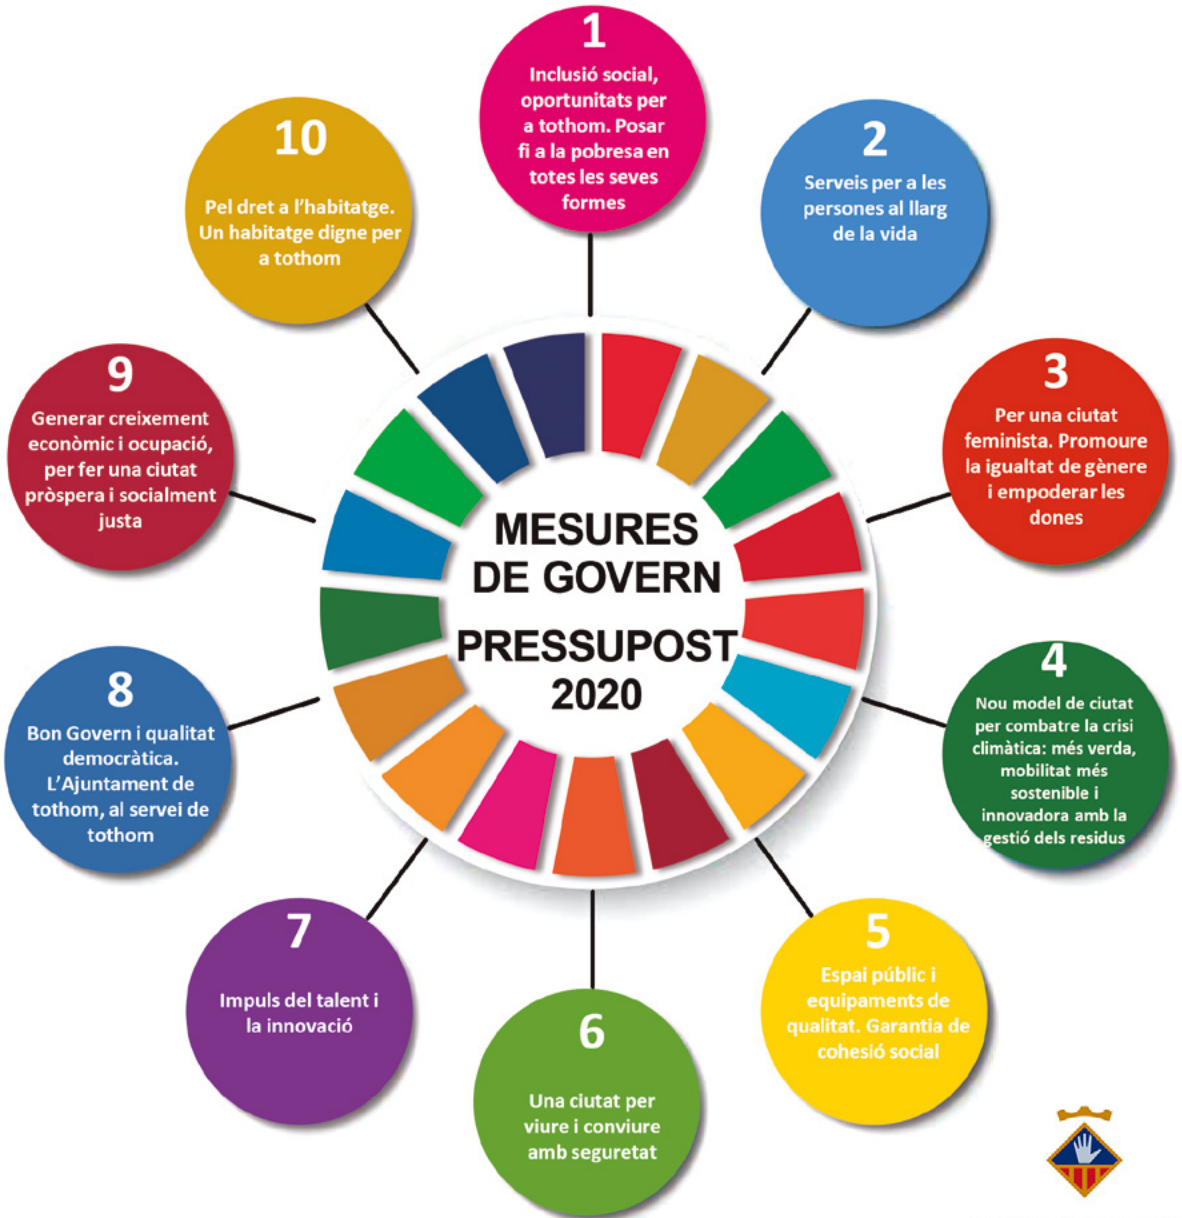 1
Inclusió social,
oportunitats per
a tothom. Posar
fi a la pobresa en
totes les seves
formes
2
Serveis per a les
persones al llarg
de la vida
3
Per una ciutat
feminista. Promoure
la igualtat de gènere
i empoderar les
dones
4
Nou model de ciutat
per combatre la crisi
climàtica: més verda,
mobilitat més
sostenible i
innovadora amb la
gestió dels residus
5
Espai públic i
equipaments de
qualitat. Garantia de
cohesió social
6
Una ciutat per
viure i conviure
amb seguretat
7
Impuls del talent i
la innovació
8
Bon Govern i qualitat
democràtica.
L'Ajuntament de
tothom, al servei de
tothom
9
Generar creixement
econòmic i ocupació,
per fer una ciutat
pròspera i socialment
justa
10
Pel dret a l'habitatge.
Un habitatge digne per
a tothom
MESURES
DE GOVERN
PRESSUPOST
2020